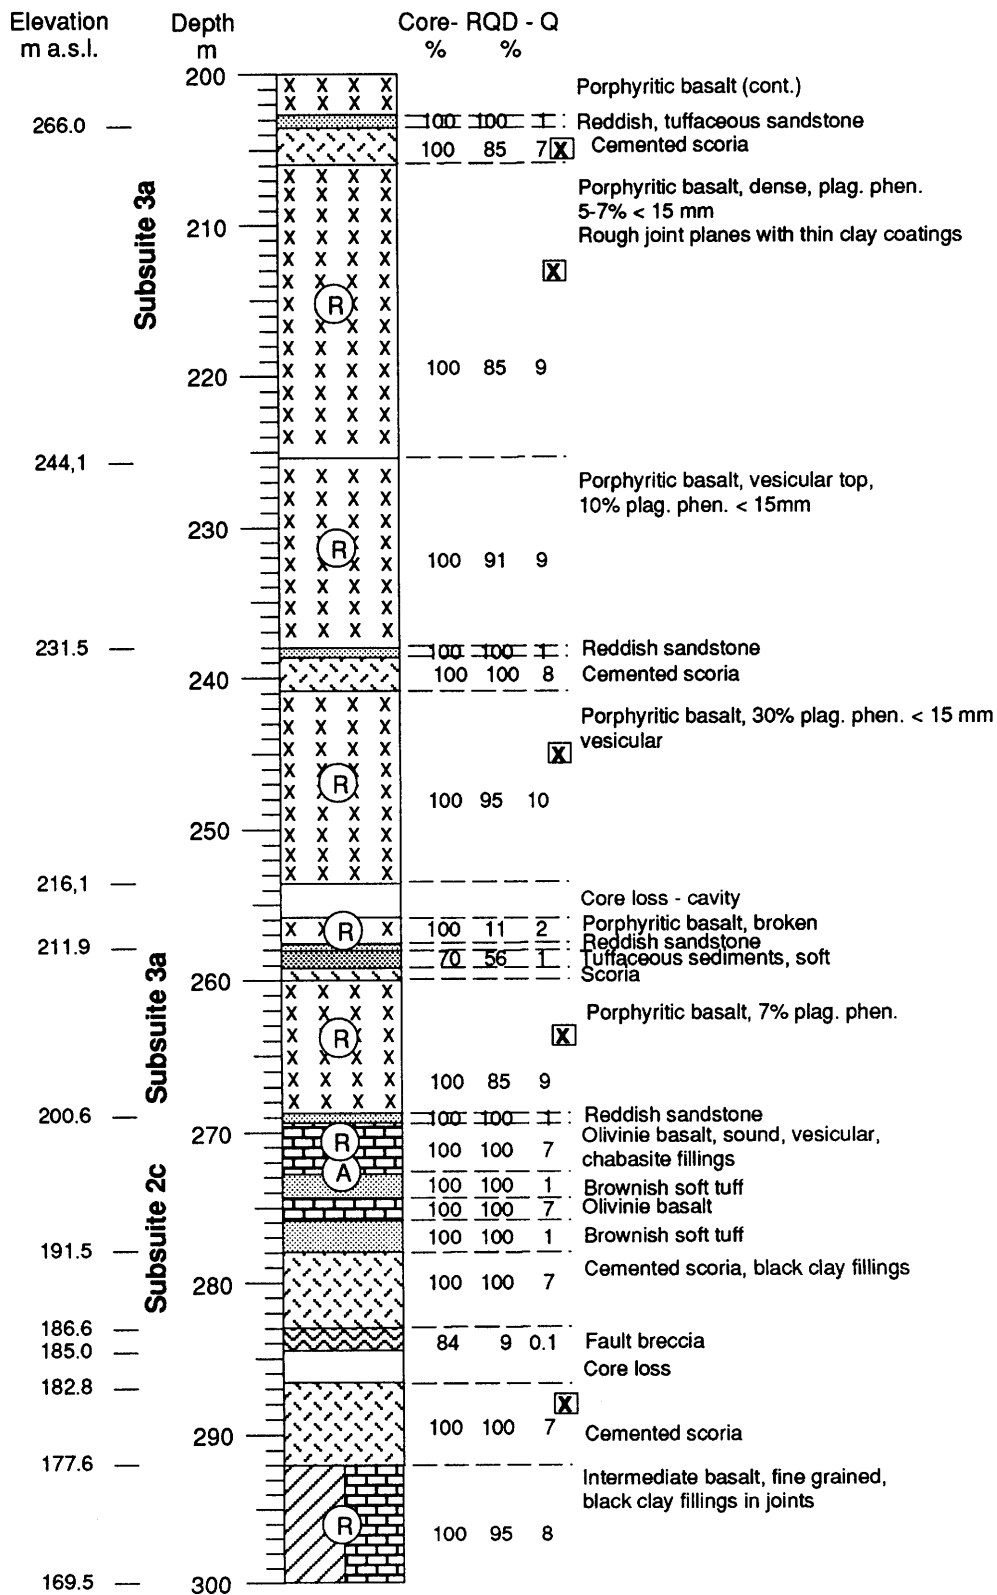 Elevation Depth Core- RQD - Q
m a.s.l. m % %
200
Porphyritic basalt (cont.)
266.0 100 100 1 Reddish, tuffaceous sandstone
100 85 7 X Cemented scoria
Subsuite 3a
Porphyritic basalt, dense, plag. phen.
5-7% < 15 mm
210 Rough joint planes with thin clay coatings
X
R
220 100 85 9
244,1
Porphyritic basalt, vesicular top,
10% plag. phen. < 15mm
230
R 100 91 9
231.5 100 100 1 Reddish sandstone
240 100 100 8 Cemented scoria
Porphyritic basalt, 30% plag. phen. < 15 mm
vesicular
X
R
100 95 10
250
216,1
Core loss - cavity
R 100 11 2 Porphyritic basalt, broken
Reddish sandstone
211.9 70 56 1 Tuffaceous sediments, soft
Scoria
260
Subsuite 3a
Porphyritic basalt, 7% plag. phen.
R X
100 85 9
200.6 100 100 1 Reddish sandstone
270 Olivinie basalt, sound, vesicular,
R 100 100 7 chabasite fillings
A
Subsuite 2c
100 100 1 Brownish soft tuff
100 100 7 Olivinie basalt
100 100 1 Brownish soft tuff
191.5
Cemented scoria, black clay fillings
280 100 100 7
186.6
84 9 0.1 Fault breccia
185.0
Core loss
182.8
X
290 100 100 7 Cemented scoria
177.6
Intermediate basalt, fine grained,
black clay fillings in joints
R 100 95 8
169.5 300